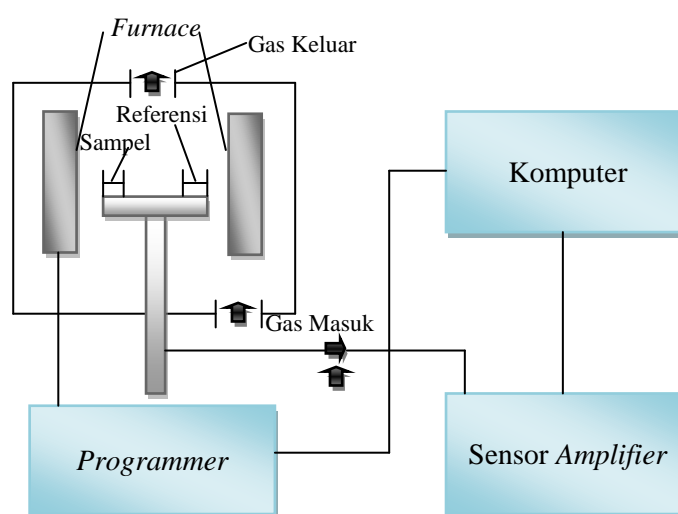 Furnace
Gas Keluar
Referensi
Sampel
Komputer
Gas Masuk
Programmer
Sensor Amplifier